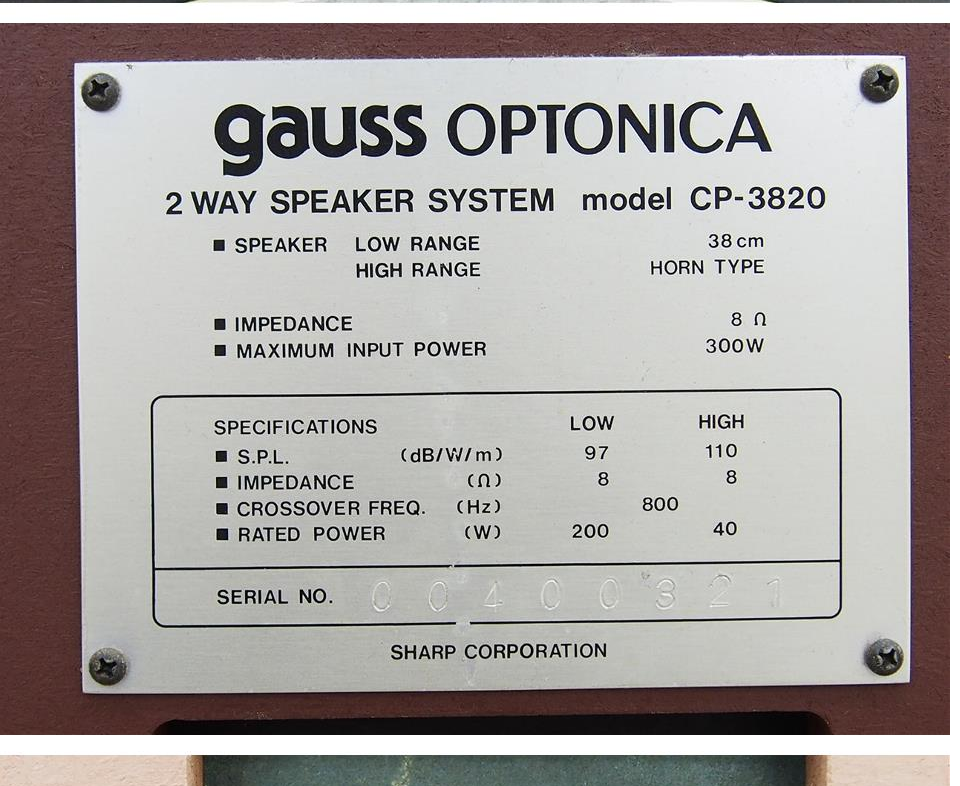 gauss OPTONICA
2 WAY SPEAKER SYSTEM model CP-3820
■ SPEAKER LOW RANGE 38 cm
HIGH RANGE HORN TYPE
■ IMPEDANCE 8 Ω
■ MAXIMUM INPUT POWER 300W
SPECIFICATIONS LOW HIGH
■ S.P.L. (dB/W/m) 97 110
■ IMPEDANCE (Ω) 8 8
■ CROSSOVER FREQ. (Hz) 800
■ RATED POWER (W) 200 40
SERIAL NO. 00400321
SHARP CORPORATION